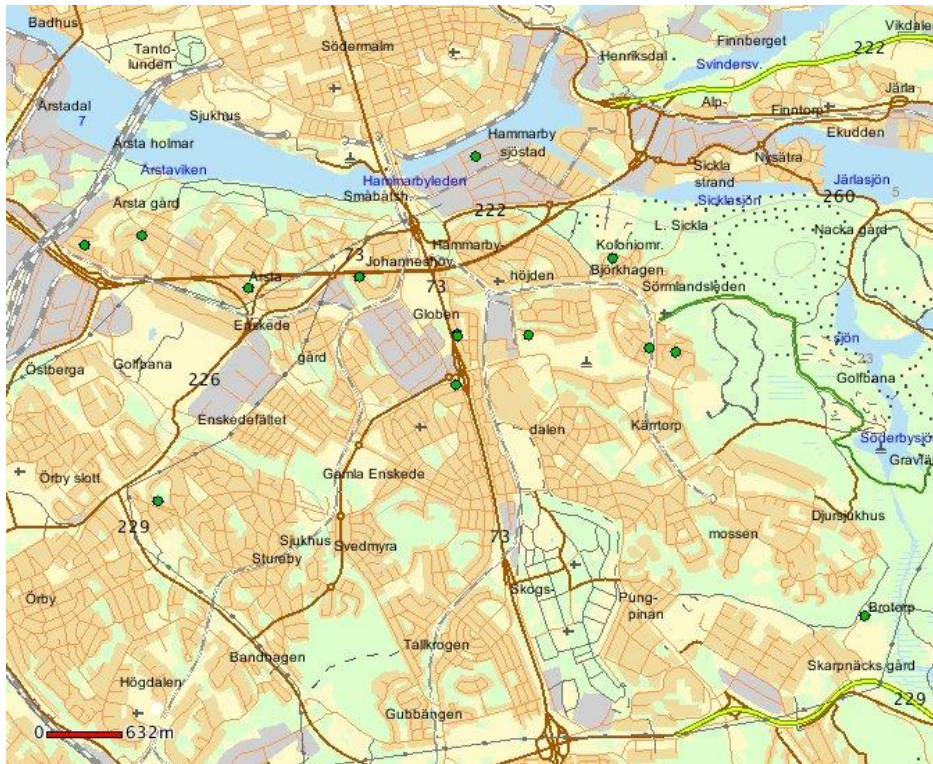 Badhus
Södermalm
Finnberget
Vikdale
Tanto-
lunden
Henriksdal
222
Svindersv.
Årstadal
7
Sjukhus
Alp-
Finntorp
Järla
Årsta holmar
Hammarby
sjöstad
Ekudden
Nysätra
Årstaviken
Sickla
strand
Hammarbyleden
Järlasjön
5
Småbåtsh.
Sicklasjön
260
Årsta gård
222
L. Sickla
Nacka gård
Hammarby-
Koloniomr.
73
Johanneshov
höjden
Björkhagen
Årsta
73
Sörmlandsleden
Globen
Enskede
gård
sjön
23
Östberga
Golfbana
226
Golfbana
Enskedefältet
dalen
Kärrtorp
Söderbysjö
Gamla Enskede
Örby slott
229
Djursjukhus
Sjukhus
Svedmyra
73
mossen
Stureby
Örby
Skogs-
Pung-
pinan
Brotorp
Tallkrogen
Bandhagen
Skarpnäcks gård
Högdalen
229
Gubbängen
0
632m